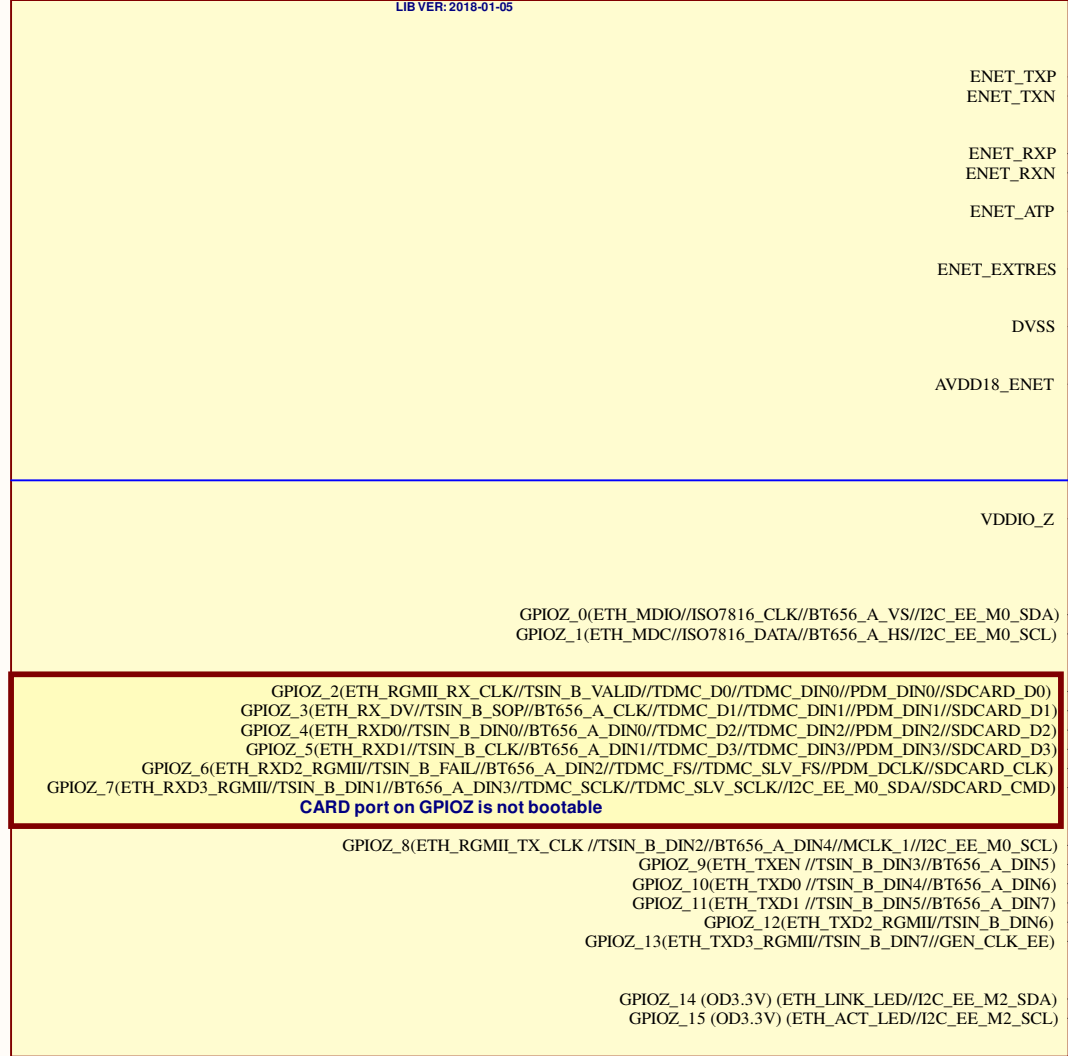 LIB VER: 2018-01-05
ENET_TXP
ENET_TXN
ENET_RXP
ENET_RXN
ENET_ATP
ENET_EXTRES
DVSS
AVDD18_ENET
VDDIO_Z
GPIOZ_0(ETH_MDIO//ISO7816_CLK//BT656_A_VS//I2C_EE_M0_SDA)
GPIOZ_1(ETH_MDC//ISO7816_DATA//BT656_A_HS//I2C_EE_M0_SCL)
GPIOZ_2(ETH_RGMII_RX_CLK//TSIN_B_VALID//TDMC_D0//TDMC_DIN0//PDM_DIN0//SDCARD_D0)
GPIOZ_3(ETH_RX_DV//TSIN_B_SOP//BT656_A_CLK//TDMC_D1//TDMC_DIN1//PDM_DIN1//SDCARD_D1)
GPIOZ_4(ETH_RXD0//TSIN_B_DIN0//BT656_A_DIN0//TDMC_D2//TDMC_DIN2//PDM_DIN2//SDCARD_D2)
GPIOZ_5(ETH_RXD1//TSIN_B_CLK//BT656_A_DIN1//TDMC_D3//TDMC_DIN3//PDM_DIN3//SDCARD_D3)
GPIOZ_6(ETH_RXD2_RGMII//TSIN_B_FAIL//BT656_A_DIN2//TDMC_FS//TDMC_SLV_FS//PDM_DCLK//SDCARD_CLK)
GPIOZ_7(ETH_RXD3_RGMII//TSIN_B_DIN1//BT656_A_DIN3//TDMC_SCLK//TDMC_SLV_SCLK//I2C_EE_M0_SDA//SDCARD_CMD)
CARD port on GPIOZ is not bootable
GPIOZ_8(ETH_RGMII_TX_CLK //TSIN_B_DIN2//BT656_A_DIN4//MCLK_1//I2C_EE_M0_SCL)
GPIOZ_9(ETH_TXEN //TSIN_B_DIN3//BT656_A_DIN5)
GPIOZ_10(ETH_TXD0 //TSIN_B_DIN4//BT656_A_DIN6)
GPIOZ_11(ETH_TXD1 //TSIN_B_DIN5//BT656_A_DIN7)
GPIOZ_12(ETH_TXD2_RGMII//TSIN_B_DIN6)
GPIOZ_13(ETH_TXD3_RGMII//TSIN_B_DIN7//GEN_CLK_EE)
GPIOZ_14 (OD3.3V) (ETH_LINK_LED//I2C_EE_M2_SDA)
GPIOZ_15 (OD3.3V) (ETH_ACT_LED//I2C_EE_M2_SCL)